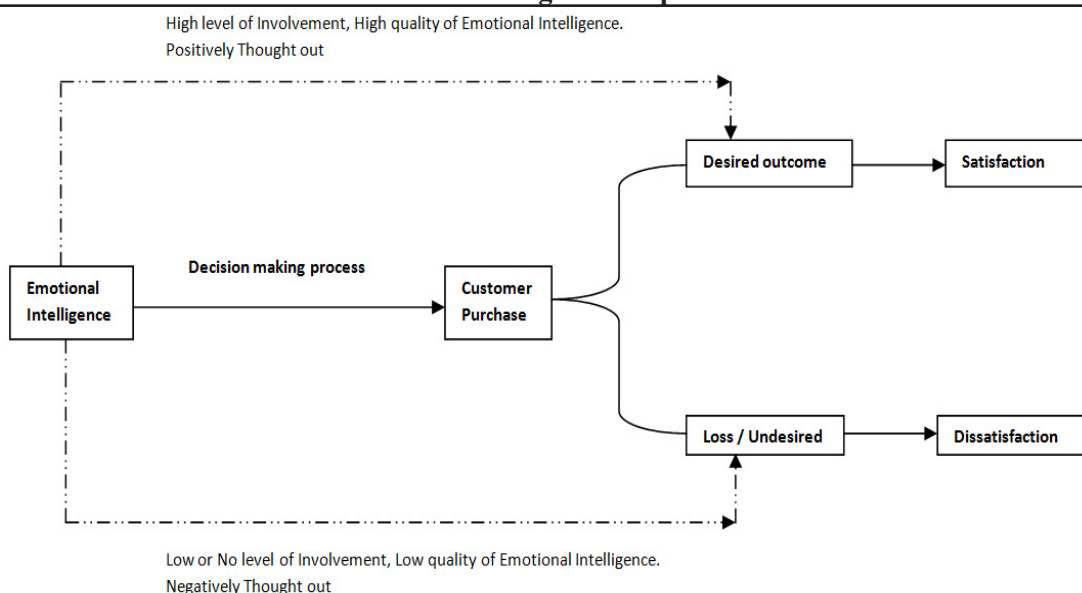 High level of Involvement, High quality of Emotional Intelligence.
Positively Thought out
Desired outcome
Satisfaction
Decision making process
Emotional
Intelligence
Customer
Purchase
Loss / Undesired
Dissatisfaction
Low or No level of Involvement, Low quality of Emotional Intelligence.
Negatively Thought out